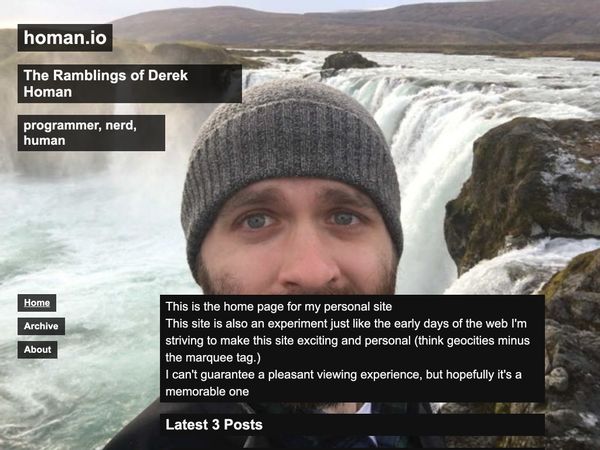 homan.io
The Ramblings of Derek
Homan
programmer, nerd,
human
Home
Archive
About
This is the home page for my personal site
This site is also an experiment just like the early days of the web I'm
striving to make this site exciting and personal (think geocities minus
the marquee tag.)
I can't guarantee a pleasant viewing experience, but hopefully it's a
memorable one
Latest 3 Posts